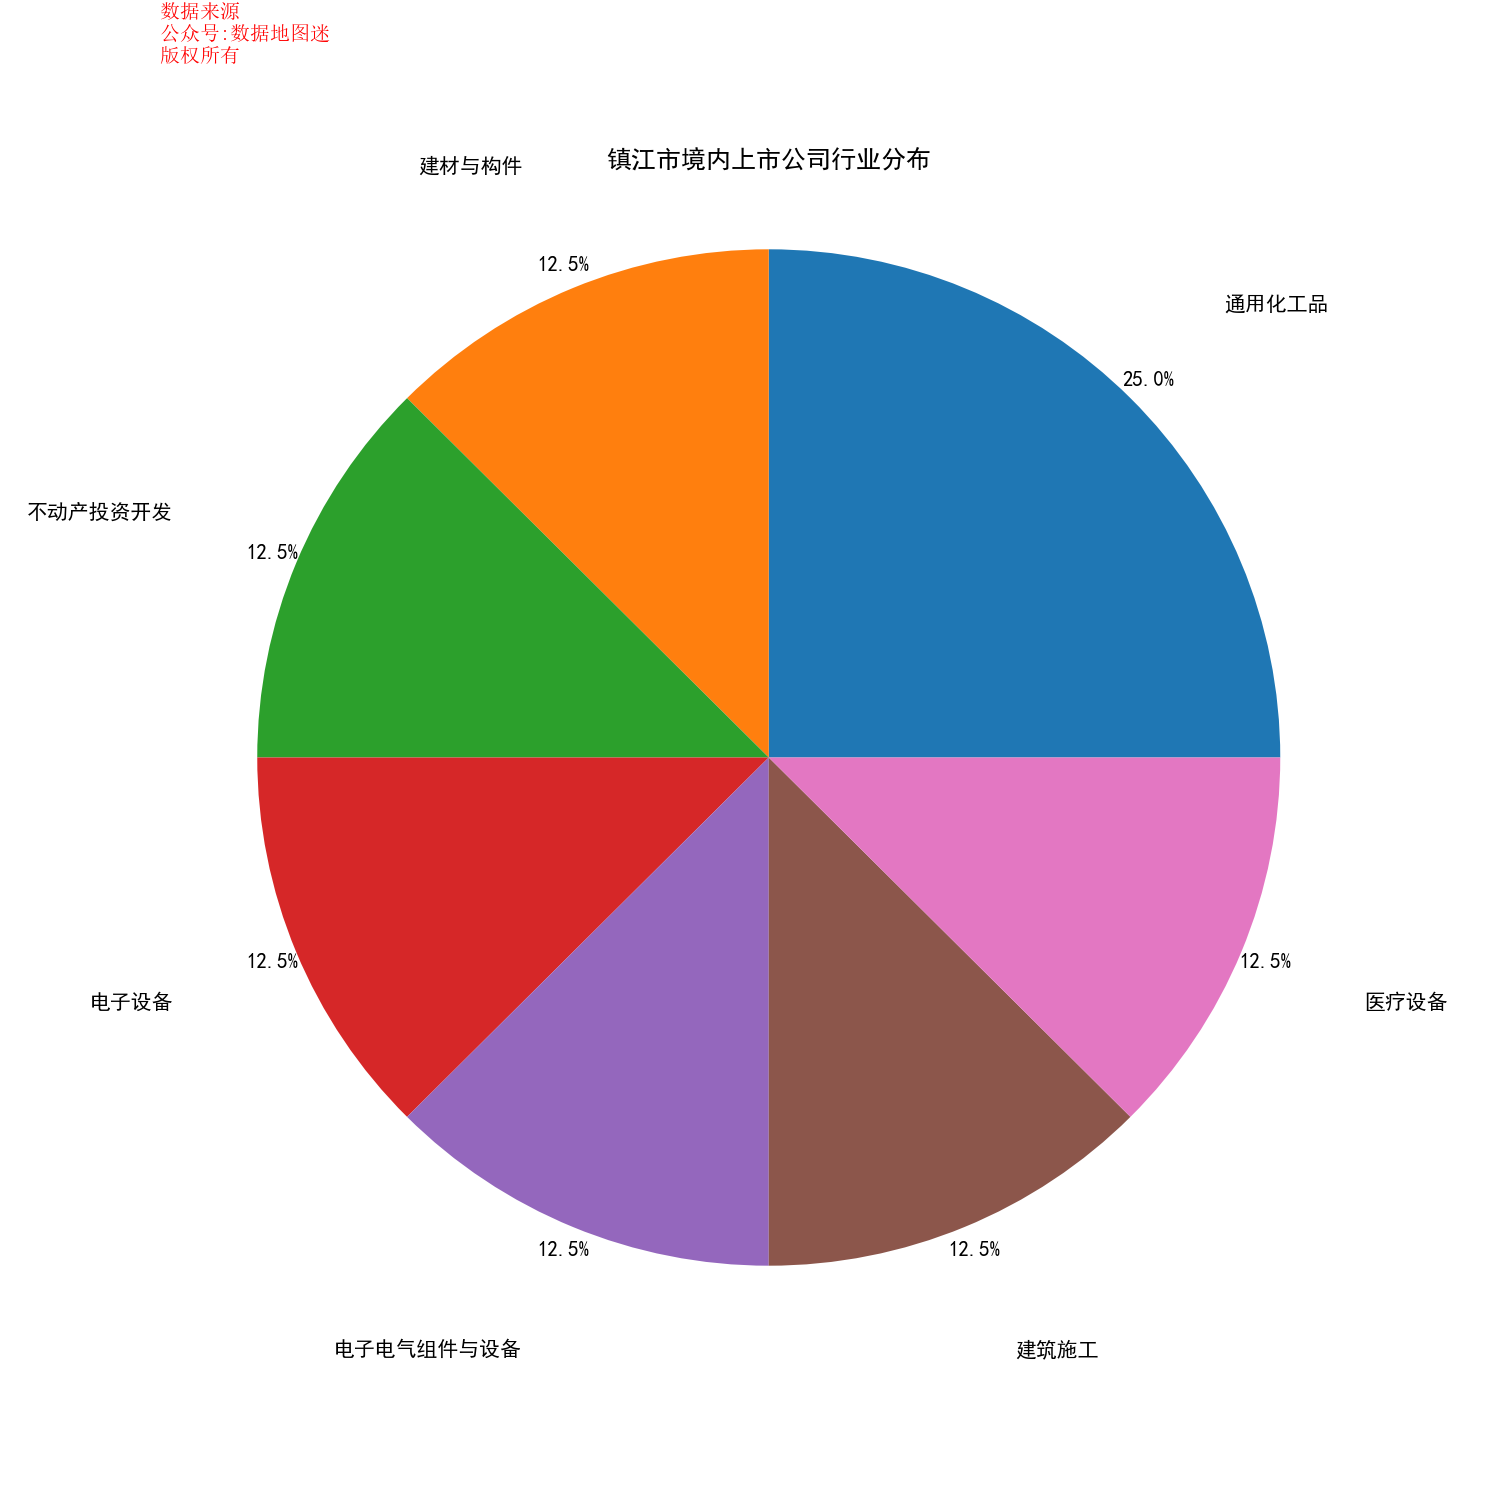 数据来源
公众号:数据地图迷
版权所有
镇江市境内上市公司行业分布
建材与构件
12.5%
通用化工品
25.0%
不动产投资开发
12.5%
电子设备
12.5%
医疗设备
12.5%
电子电气组件与设备
12.5%
建筑施工
12.5%